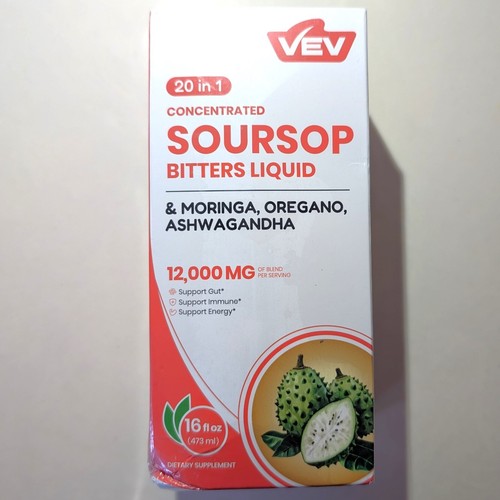 VEV
20 in 1
CONCENTRATED
SOURSOP
BITTERS LIQUID
& MORINGA, OREGANO,
ASHWAGANDHA
12,000 MG OF BLEND
PER SERVING
Support Gut*
Support Immune*
Support Energy*
16 fl oz
(473 ml)
DIETARY SUPPLEMENT